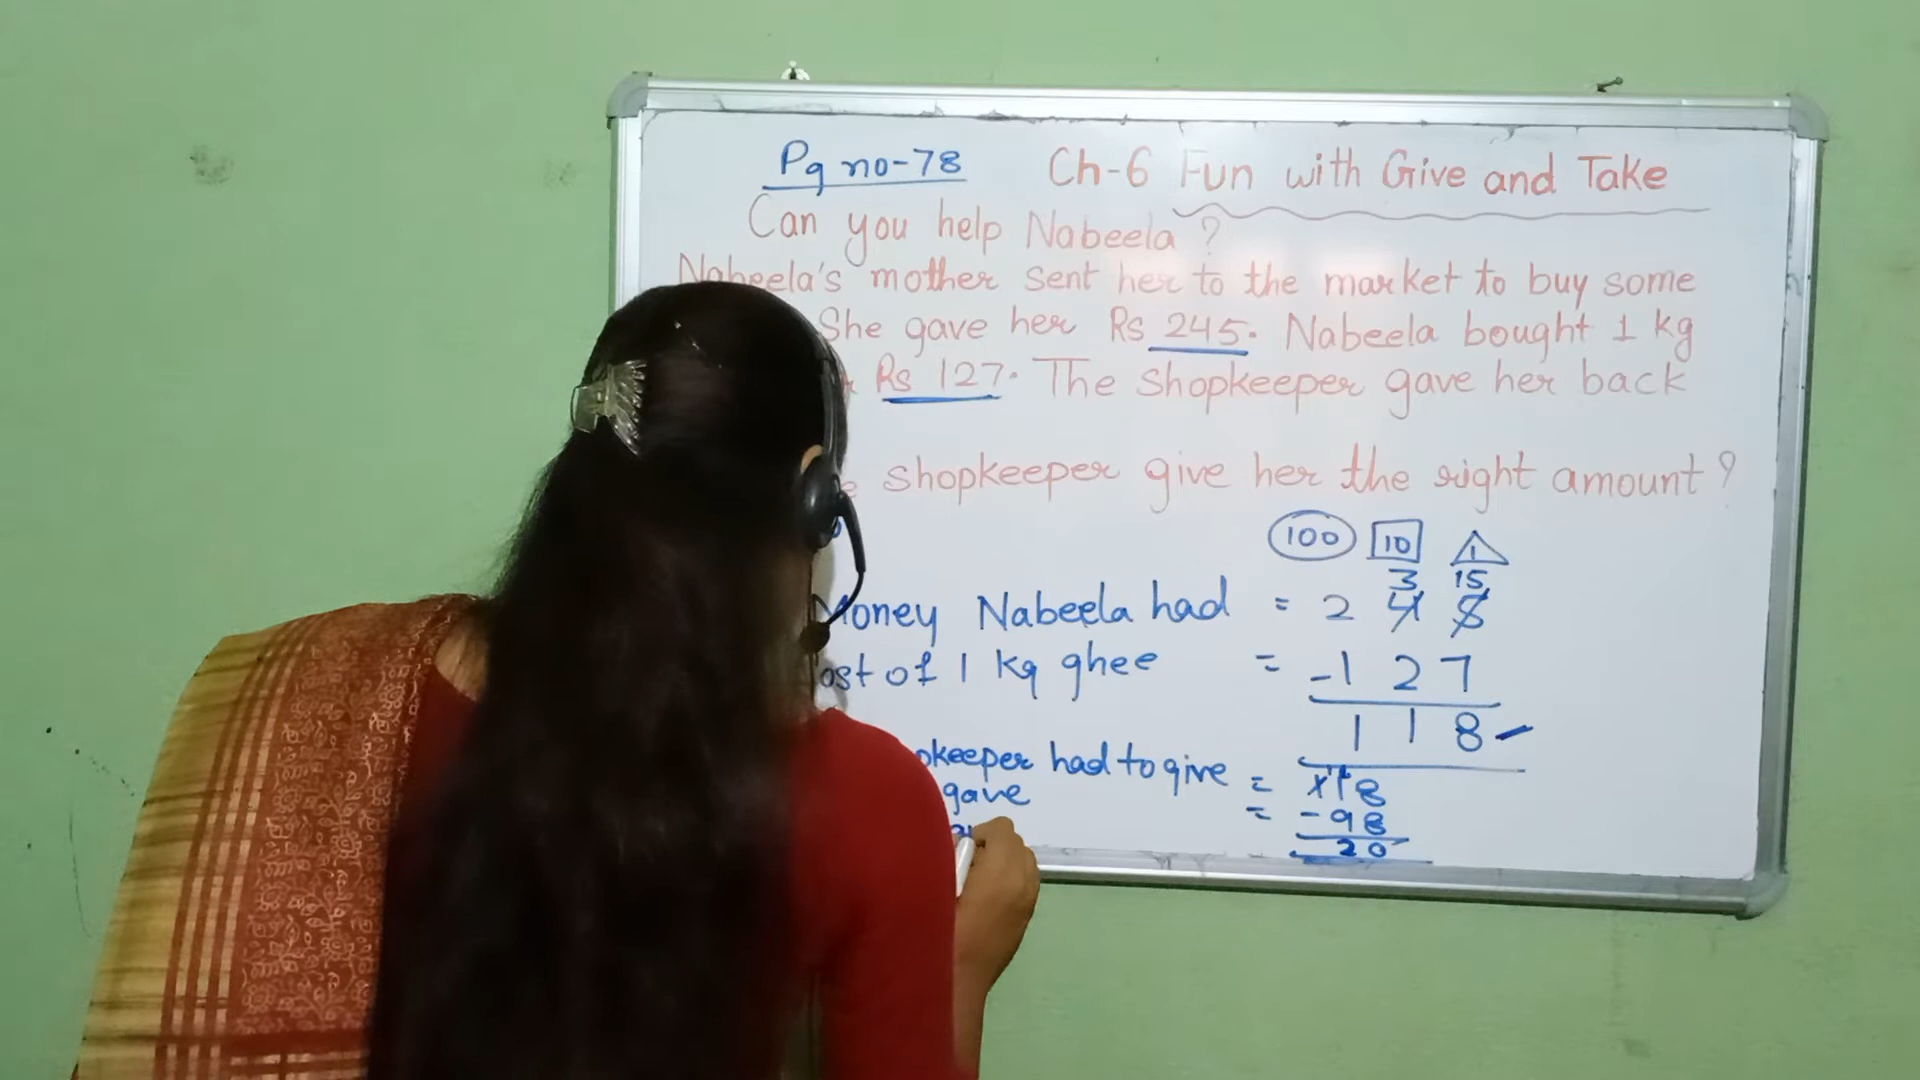 Pg no-78 Ch-6 Fun with Give and Take
Can you help Nabeela ?
Nabeela's mother sent her to the market to buy some
She gave her Rs 245. Nabeela bought 1 kg
Rs 127. The shopkeeper gave her back
shopkeeper give her the right amount ?
100 10 1
3 15
Money Nabeela had = 2 4 5
ost of 1 kg ghee = - 1 2 7
1 1 8
pkeeper had to give = 118
gave = - 98
20